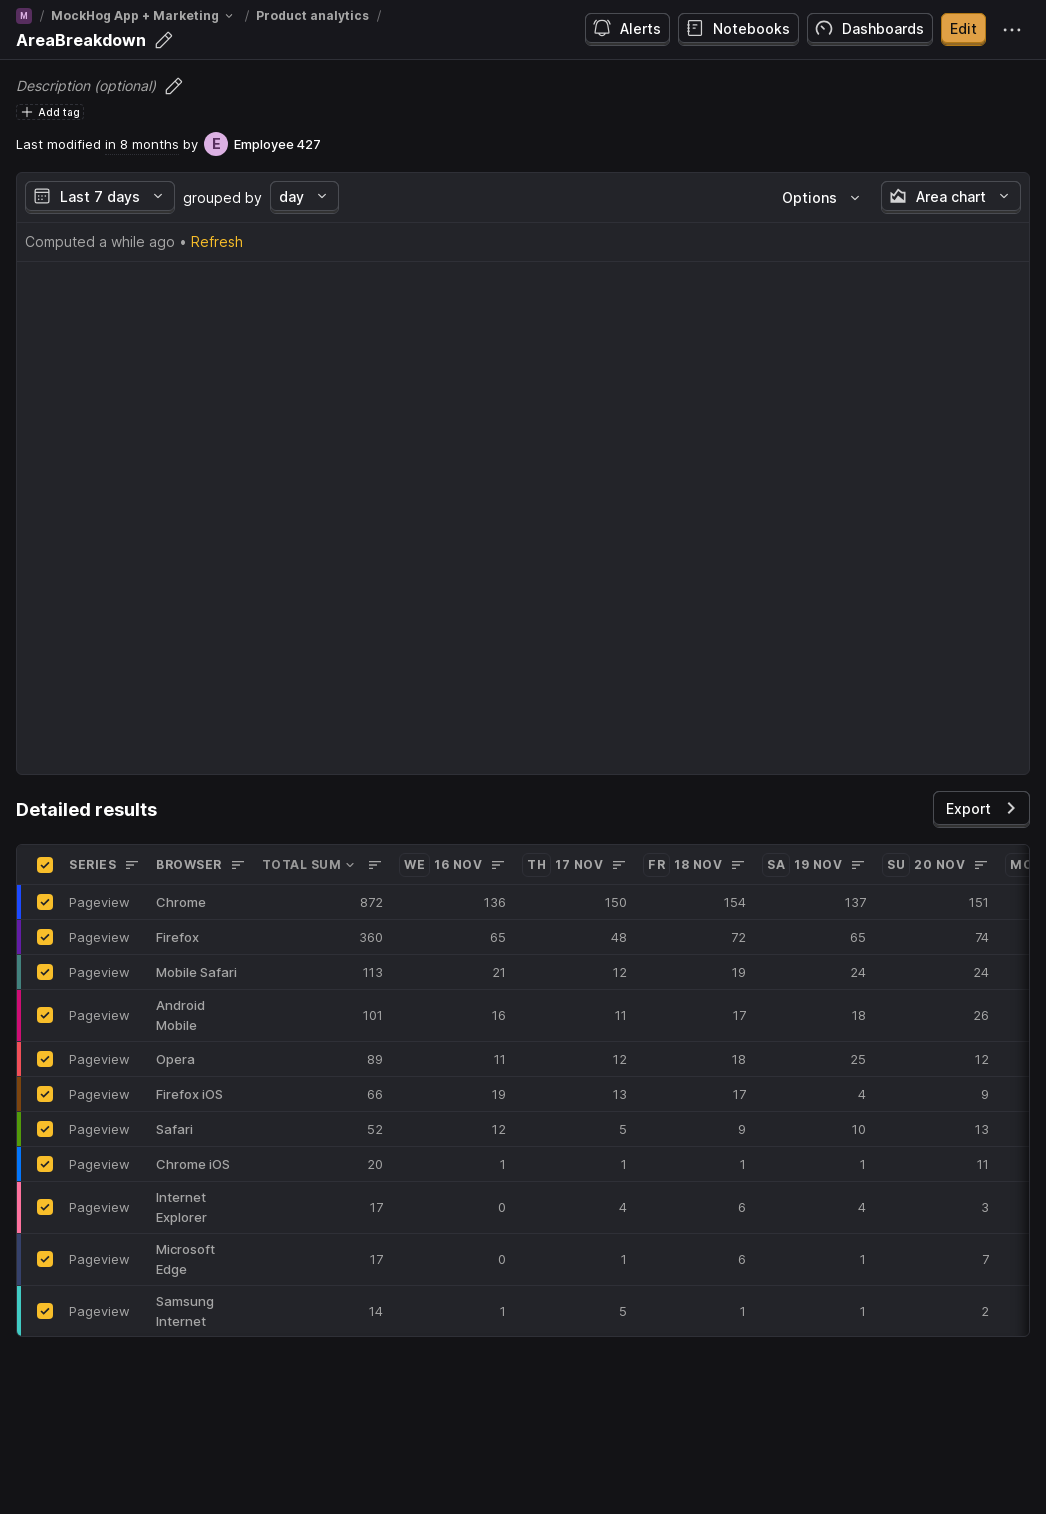 M / MockHog App + Marketing / Product analytics /
AreaBreakdown
Alerts Notebooks Dashboards Edit
Description (optional)
Add tag
Last modified in 8 months by E Employee 427
Last 7 days grouped by day Options Area chart
Computed a while ago • Refresh
Detailed results Export
SERIES BROWSER TOTAL SUM WE 16 NOV TH 17 NOV FR 18 NOV SA 19 NOV SU 20 NOV MO
Pageview Chrome 872 136 150 154 137 151
Pageview Firefox 360 65 48 72 65 74
Pageview Mobile Safari 113 21 12 19 24 24
Pageview Android Mobile 101 16 11 17 18 26
Pageview Opera 89 11 12 18 25 12
Pageview Firefox iOS 66 19 13 17 4 9
Pageview Safari 52 12 5 9 10 13
Pageview Chrome iOS 20 1 1 1 1 11
Pageview Internet Explorer 17 0 4 6 4 3
Pageview Microsoft Edge 17 0 1 6 1 7
Pageview Samsung Internet 14 1 5 1 1 2